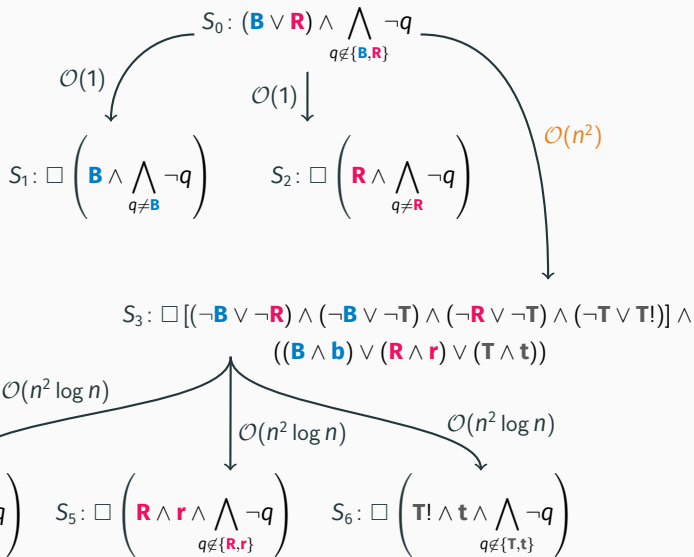 S₀: (B ∨ R) ∧ ⋀_{q∉{B,R}} ¬q
𝒪(1)
𝒪(1)
𝒪(n²)
S₁: □ (B ∧ ⋀_{q≠B} ¬q)
S₂: □ (R ∧ ⋀_{q≠R} ¬q)
S₃: □ [(¬B ∨ ¬R) ∧ (¬B ∨ ¬T) ∧ (¬R ∨ ¬T) ∧ (¬T ∨ T!)] ∧
((B ∧ b) ∨ (R ∧ r) ∨ (T ∧ t))
𝒪(n² log n)
𝒪(n² log n)
𝒪(n² log n)
q)
S₅: □ (R ∧ r ∧ ⋀_{q∉{R,r}} ¬q)
S₆: □ (T! ∧ t ∧ ⋀_{q∉{T,t}} ¬q)